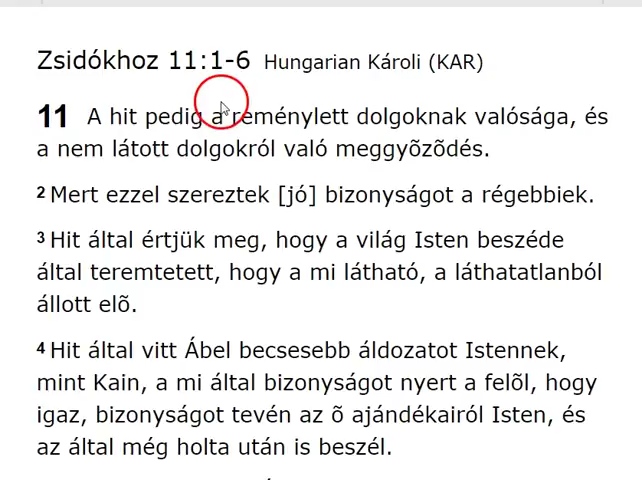 Zsidókhoz 11:1-6 Hungarian Károli (KAR)
11 A hit pedig a reménylett dolgoknak valósága, és
a nem látott dolgokról való meggyõzõdés.
2 Mert ezzel szereztek [jó] bizonyságot a régebbiek.
3 Hit által értjük meg, hogy a világ Isten beszéde
által teremtetett, hogy a mi látható, a láthatatlanból
állott elõ.
4 Hit által vitt Ábel becsesebb áldozatot Istennek,
mint Kain, a mi által bizonyságot nyert a felõl, hogy
igaz, bizonyságot tevén az õ ajándékairól Isten, és
az által még holta után is beszél.